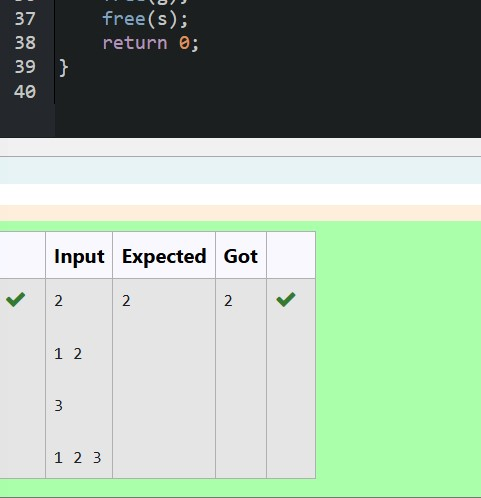 37 free(s);
38 return 0;
39 }
40
Input Expected Got
2 2 2
1 2
3
1 2 3